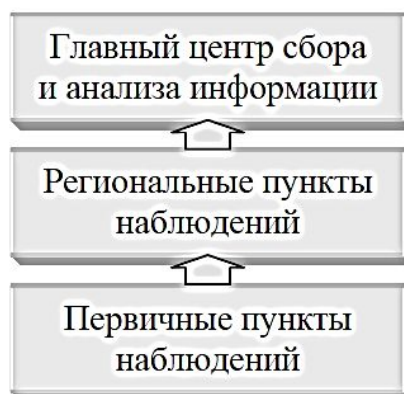 Главный центр сбора
и анализа информации
Региональные пункты
наблюдений
Первичные пункты
наблюдений